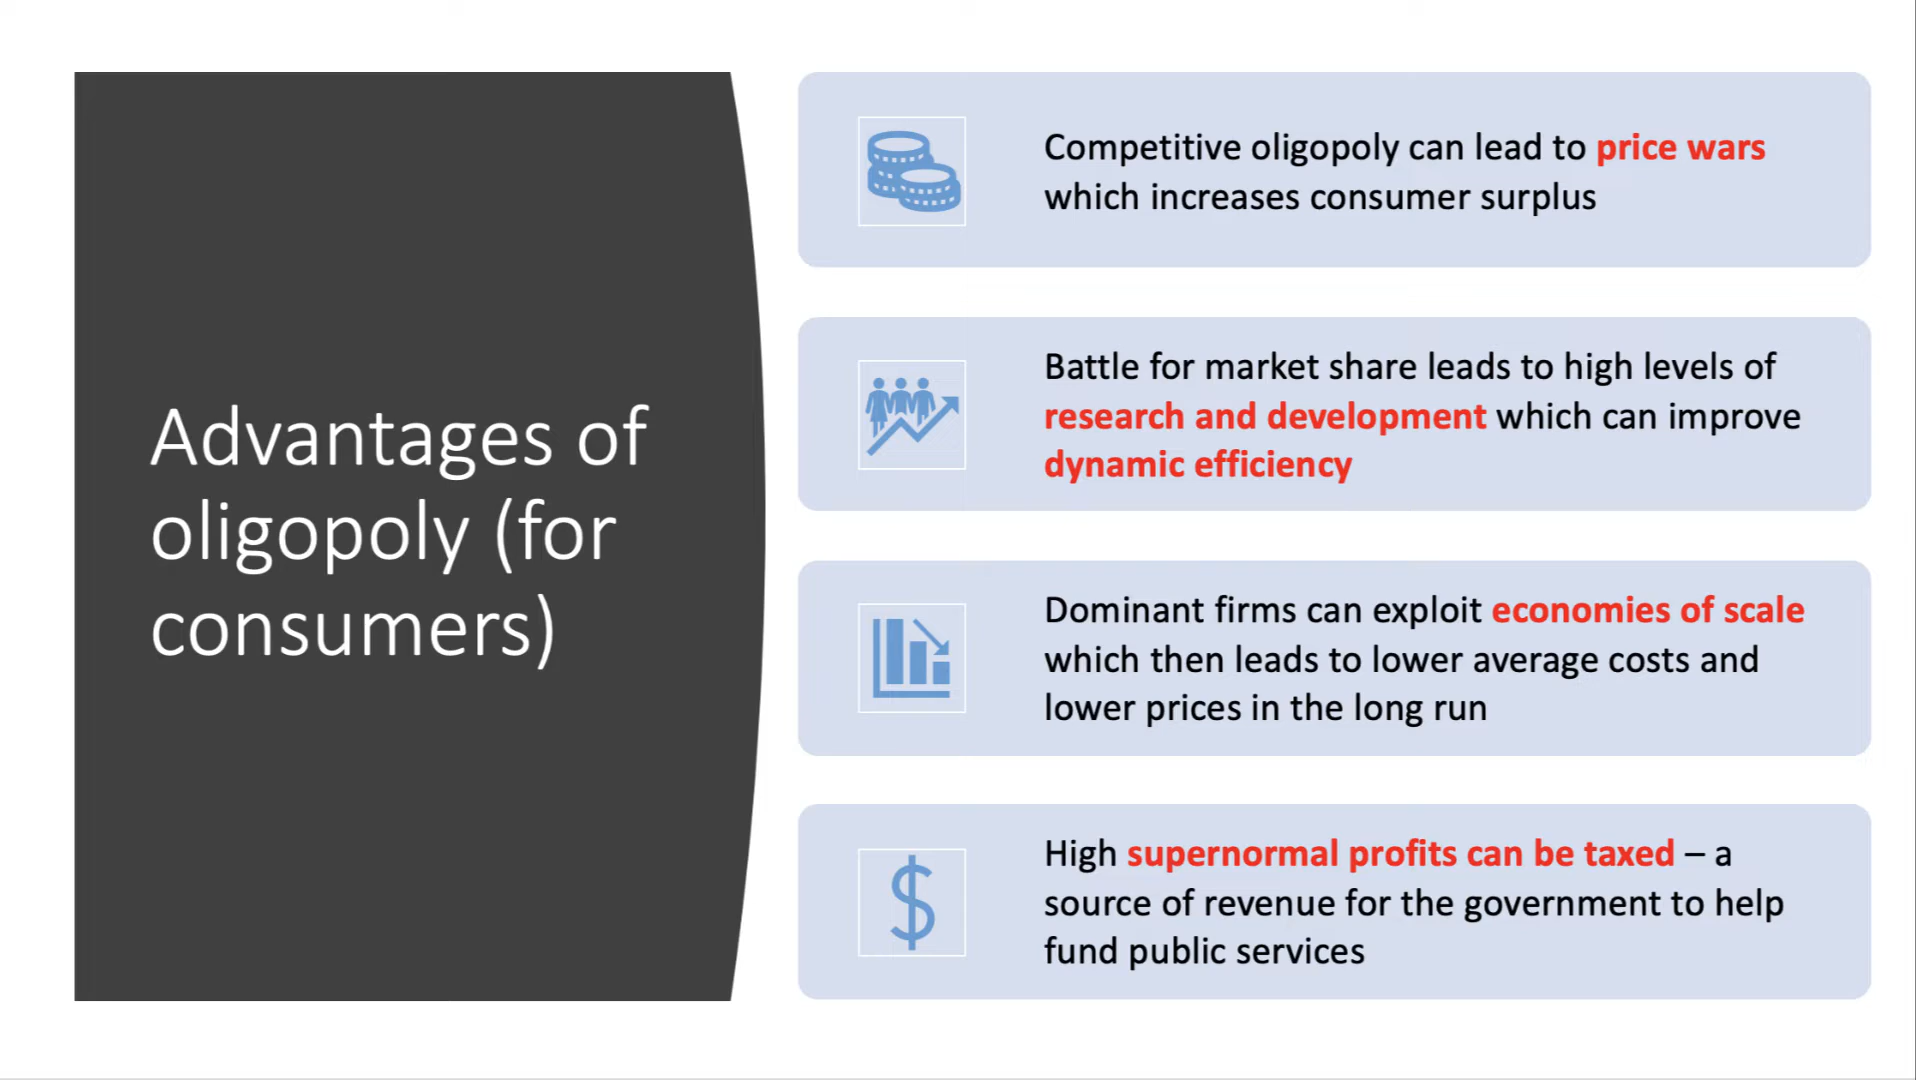 Advantages of
oligopoly (for
consumers)
Competitive oligopoly can lead to price wars
which increases consumer surplus
Battle for market share leads to high levels of
research and development which can improve
dynamic efficiency
Dominant firms can exploit economies of scale
which then leads to lower average costs and
lower prices in the long run
High supernormal profits can be taxed – a
source of revenue for the government to help
fund public services